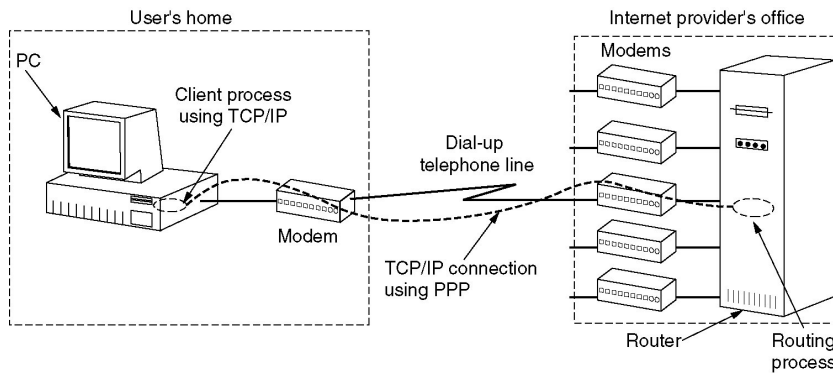 User's home
Internet provider's office
PC
Client process
using TCP/IP
Modem
Dial-up
telephone line
TCP/IP connection
using PPP
Modems
Router
Routing
process